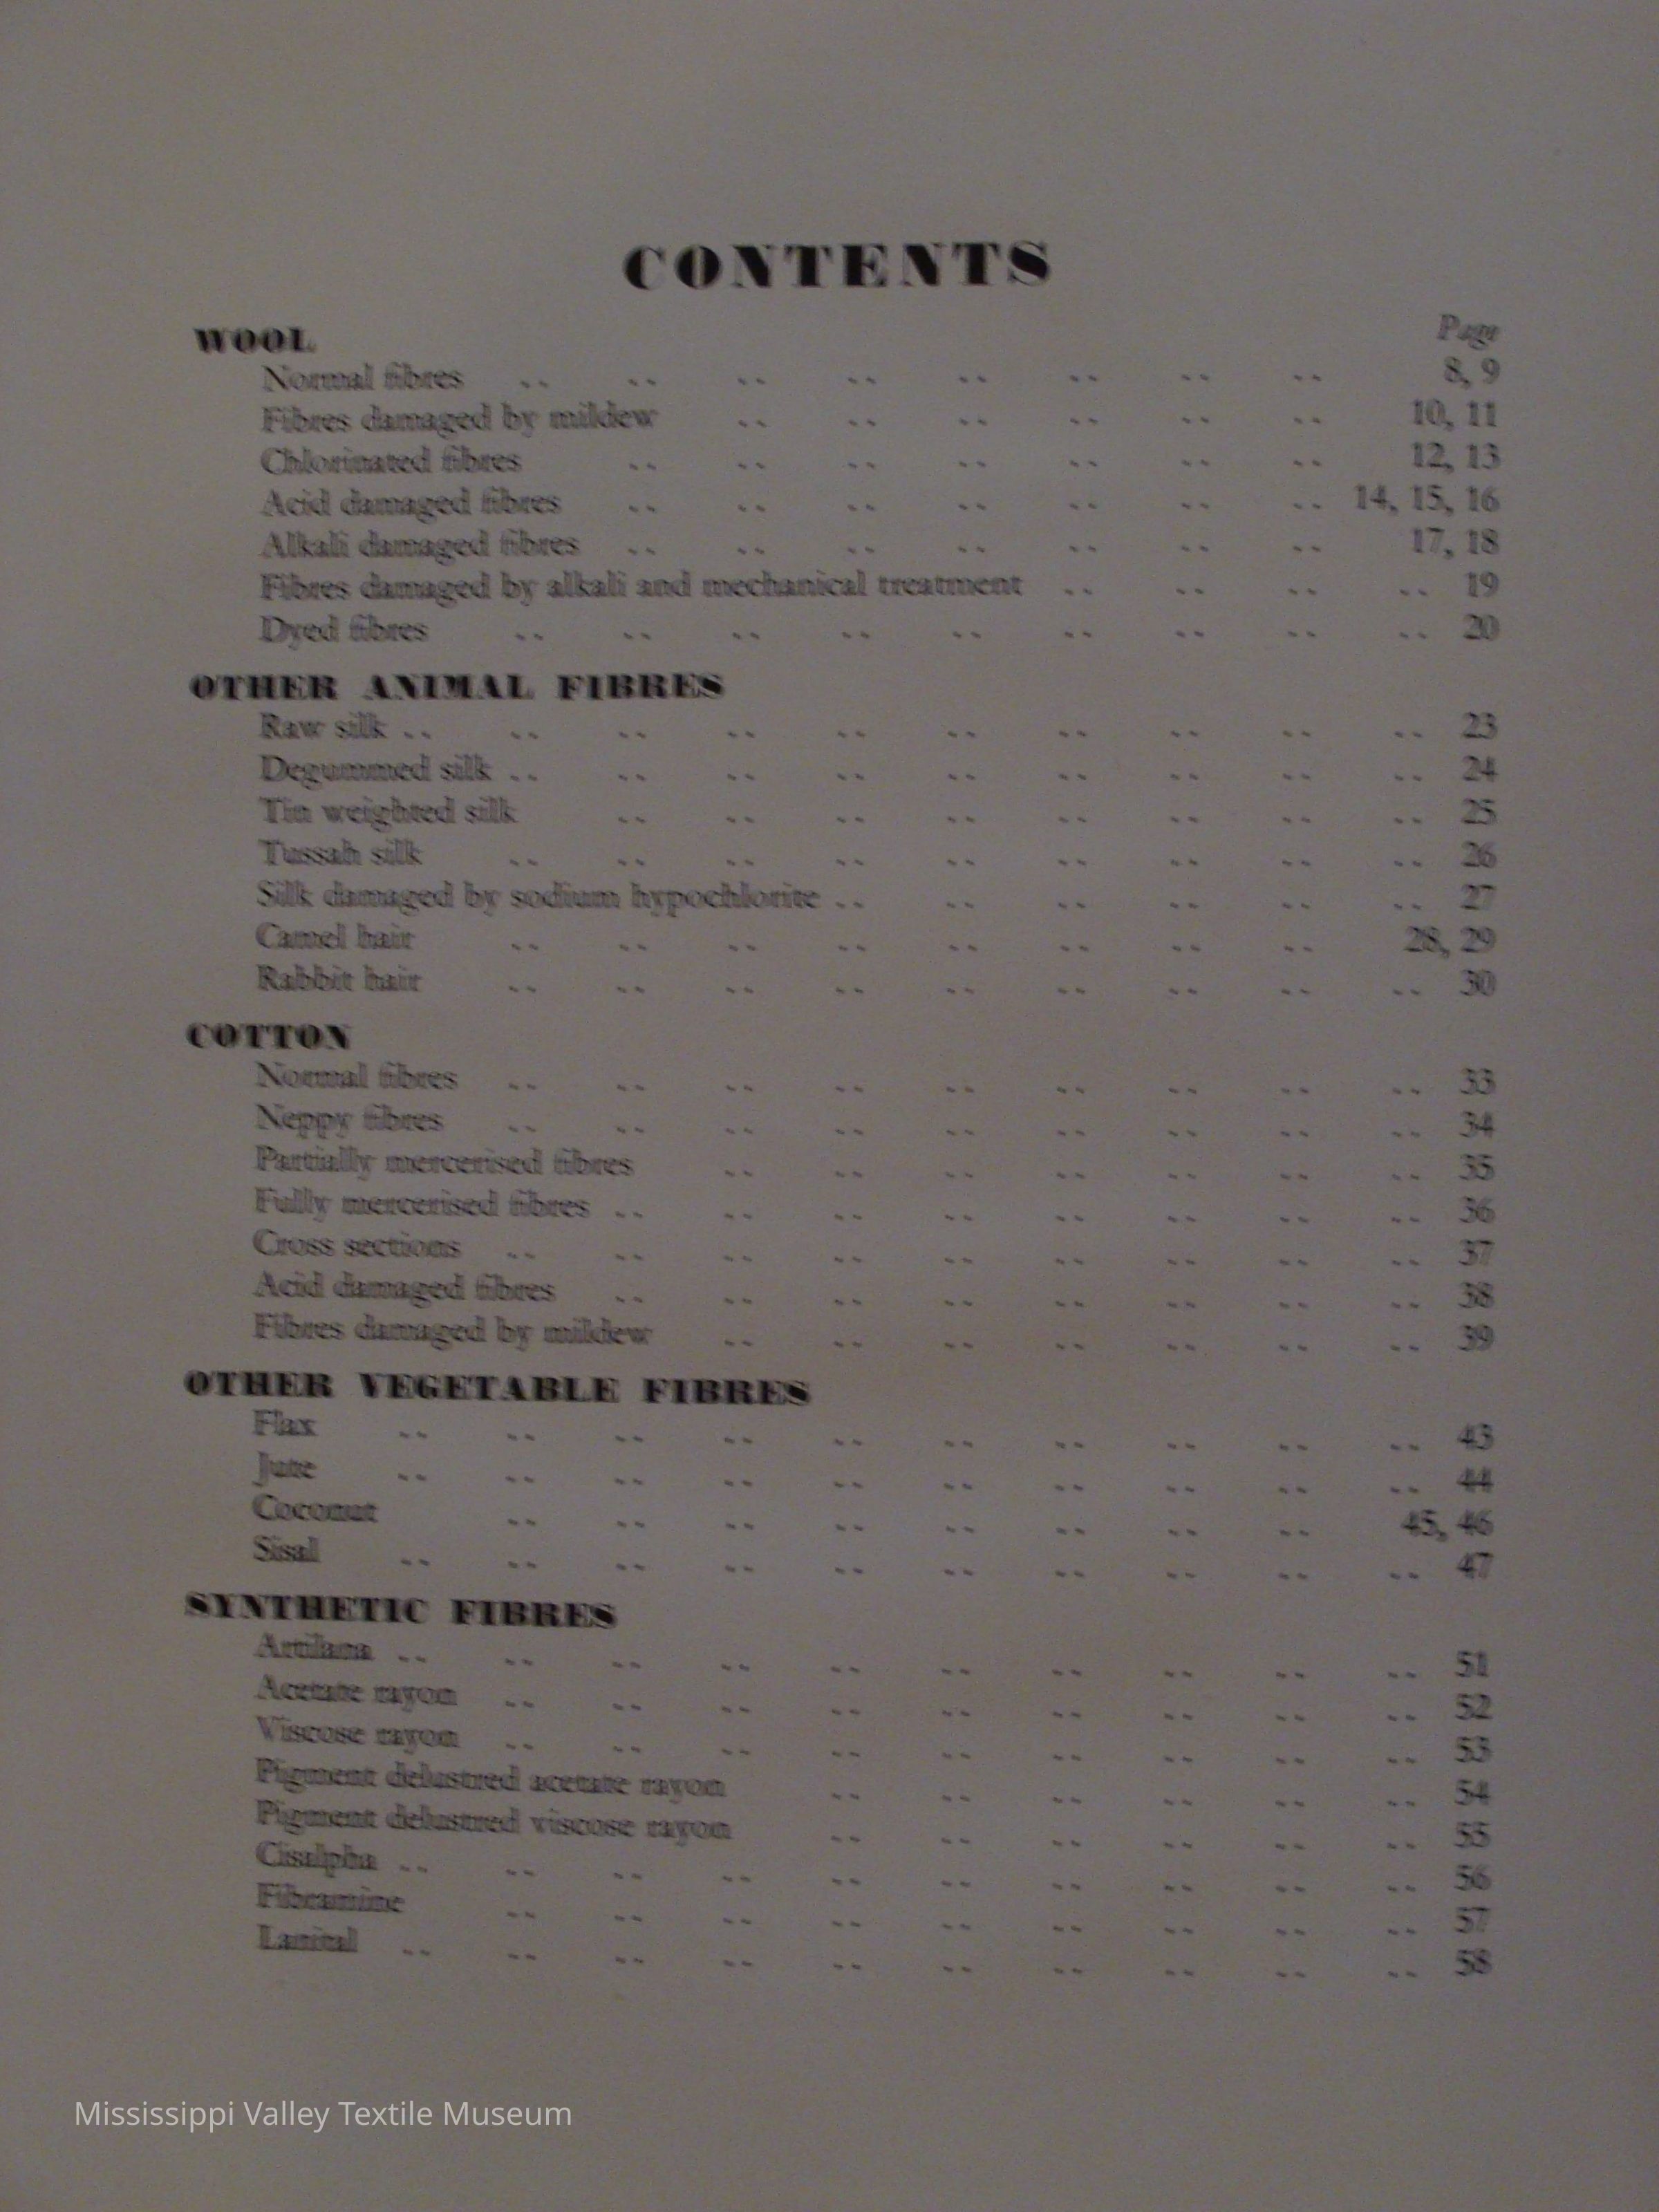 CONTENTS
Page
WOOL
Normal fibres .. .. .. .. .. .. .. .. 8, 9
Fibres damaged by mildew .. .. .. .. .. .. 10, 11
Chlorinated fibres .. .. .. .. .. .. .. 12, 13
Acid damaged fibres .. .. .. .. .. .. .. 14, 15, 16
Alkali damaged fibres .. .. .. .. .. .. .. 17, 18
Fibres damaged by alkali and mechanical treatment .. .. .. .. 19
Dyed fibres .. .. .. .. .. .. .. .. .. 20
OTHER ANIMAL FIBRES
Raw silk .. .. .. .. .. .. .. .. .. .. 23
Degummed silk .. .. .. .. .. .. .. .. .. 24
Tin weighted silk .. .. .. .. .. .. .. .. 25
Tussah silk .. .. .. .. .. .. .. .. .. 26
Silk damaged by sodium hypochlorite .. .. .. .. .. .. 27
Camel hair .. .. .. .. .. .. .. .. 28, 29
Rabbit hair .. .. .. .. .. .. .. .. .. 30
COTTON
Normal fibres .. .. .. .. .. .. .. .. .. 33
Neppy fibres .. .. .. .. .. .. .. .. .. 34
Partially mercerised fibres .. .. .. .. .. .. .. 35
Fully mercerised fibres .. .. .. .. .. .. .. .. 36
Cross sections .. .. .. .. .. .. .. .. .. 37
Acid damaged fibres .. .. .. .. .. .. .. .. 38
Fibres damaged by mildew .. .. .. .. .. .. .. 39
OTHER VEGETABLE FIBRES
Flax .. .. .. .. .. .. .. .. .. .. 43
Jute .. .. .. .. .. .. .. .. .. .. 44
Coconut .. .. .. .. .. .. .. .. 45, 46
Sisal .. .. .. .. .. .. .. .. .. .. 47
SYNTHETIC FIBRES
Artilana .. .. .. .. .. .. .. .. .. .. 51
Acetate rayon .. .. .. .. .. .. .. .. .. 52
Viscose rayon .. .. .. .. .. .. .. .. .. 53
Pigment delustred acetate rayon .. .. .. .. .. .. 54
Pigment delustred viscose rayon .. .. .. .. .. .. 55
Cisalpha .. .. .. .. .. .. .. .. .. .. 56
Fibramine .. .. .. .. .. .. .. .. .. 57
Lanital .. .. .. .. .. .. .. .. .. .. 58
Mississippi Valley Textile Museum